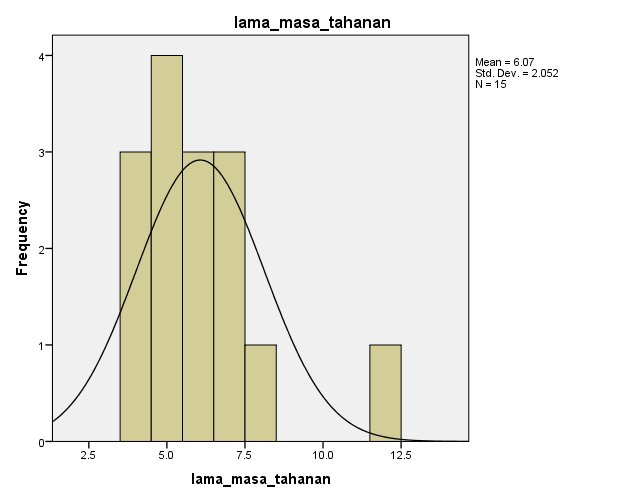 lama_masa_tahanan
Mean = 6.07
Std. Dev. = 2.052
N = 15
Frequency
4
3
2
1
0
2.5 5.0 7.5 10.0 12.5
lama_masa_tahanan